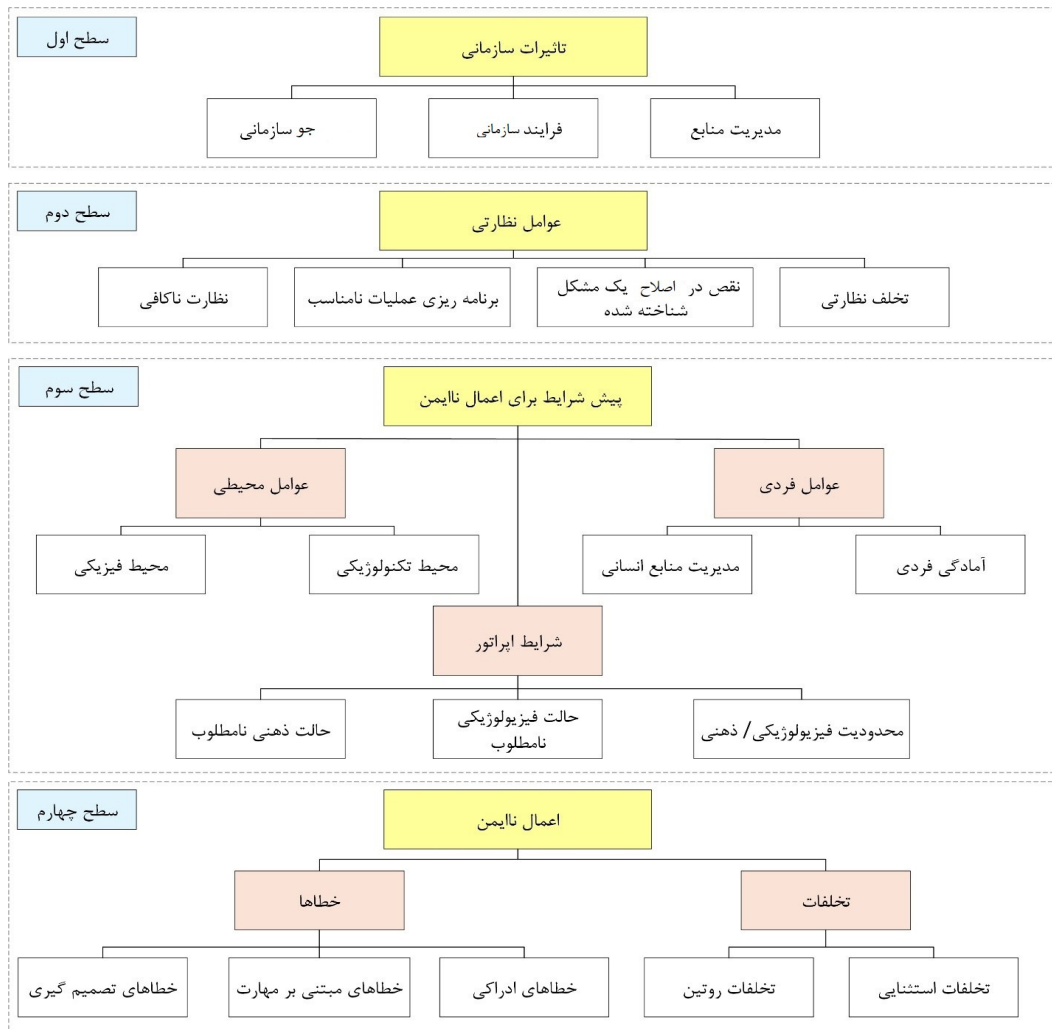 سطح اول
تاثیرات سازمانی
مدیریت منابع
فرایند سازمانی
جو سازمانی
سطح دوم
عوامل نظارتی
تخلف نظارتی
نقص در اصلاح یک مشکل
شناخته شده
برنامه ریزی عملیات نامناسب
نظارت ناکافی
سطح سوم
پیش شرایط برای اعمال ناایمن
عوامل فردی
عوامل محیطی
آمادگی فردی
مدیریت منابع انسانی
محیط تکنولوژیکی
محیط فیزیکی
شرایط اپراتور
محدودیت فیزیولوژیکی/ ذهنی
حالت فیزیولوژیکی
نامطلوب
حالت ذهنی نامطلوب
سطح چهارم
اعمال ناایمن
تخلفات
خطاها
تخلفات استثنایی
تخلفات روتین
خطاهای ادراکی
خطاهای مبتنی بر مهارت
خطاهای تصمیم گیری